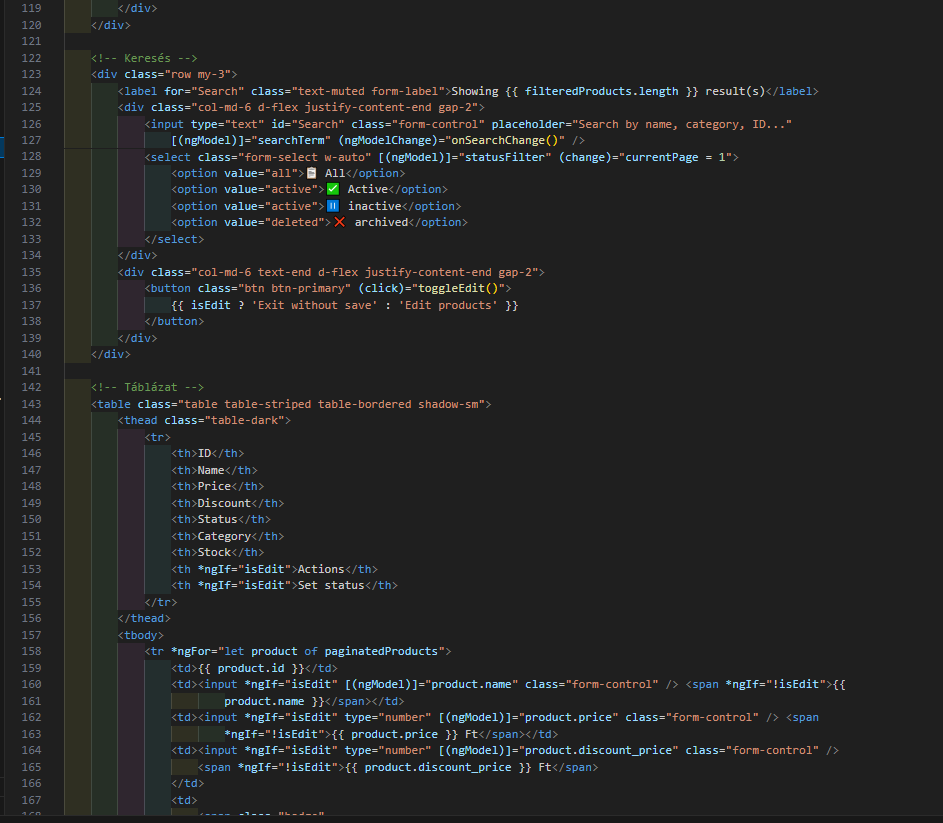 119 </div>
120 </div>
121
122 <!-- Keresés -->
123 <div class="row my-3">
124 <label for="Search" class="text-muted form-label">Showing {{ filteredProducts.length }} result(s)</label>
125 <div class="col-md-6 d-flex justify-content-end gap-2">
126 <input type="text" id="Search" class="form-control" placeholder="Search by name, category, ID..."
127 [(ngModel)]="searchTerm" (ngModelChange)="onSearchChange()" />
128 <select class="form-select w-auto" [(ngModel)]="statusFilter" (change)="currentPage = 1">
129 <option value="all">📋 All</option>
130 <option value="active">✅ Active</option>
131 <option value="active">⏸️ inactive</option>
132 <option value="deleted">❌ archived</option>
133 </select>
134 </div>
135 <div class="col-md-6 text-end d-flex justify-content-end gap-2">
136 <button class="btn btn-primary" (click)="toggleEdit()">
137 {{ isEdit ? 'Exit without save' : 'Edit products' }}
138 </button>
139 </div>
140 </div>
141
142 <!-- Táblázat -->
143 <table class="table table-striped table-bordered shadow-sm">
144 <thead class="table-dark">
145 <tr>
146 <th>ID</th>
147 <th>Name</th>
148 <th>Price</th>
149 <th>Discount</th>
150 <th>Status</th>
151 <th>Category</th>
152 <th>Stock</th>
153 <th *ngIf="isEdit">Actions</th>
154 <th *ngIf="isEdit">Set status</th>
155 </tr>
156 </thead>
157 <tbody>
158 <tr *ngFor="let product of paginatedProducts">
159 <td>{{ product.id }}</td>
160 <td><input *ngIf="isEdit" [(ngModel)]="product.name" class="form-control" /> <span *ngIf="!isEdit">{{
161 product.name }}</span></td>
162 <td><input *ngIf="isEdit" type="number" [(ngModel)]="product.price" class="form-control" /> <span
163 *ngIf="!isEdit">{{ product.price }} Ft</span></td>
164 <td><input *ngIf="isEdit" type="number" [(ngModel)]="product.discount_price" class="form-control" />
165 <span *ngIf="!isEdit">{{ product.discount_price }} Ft</span>
166 </td>
167 <td>
168 <span class="badge"